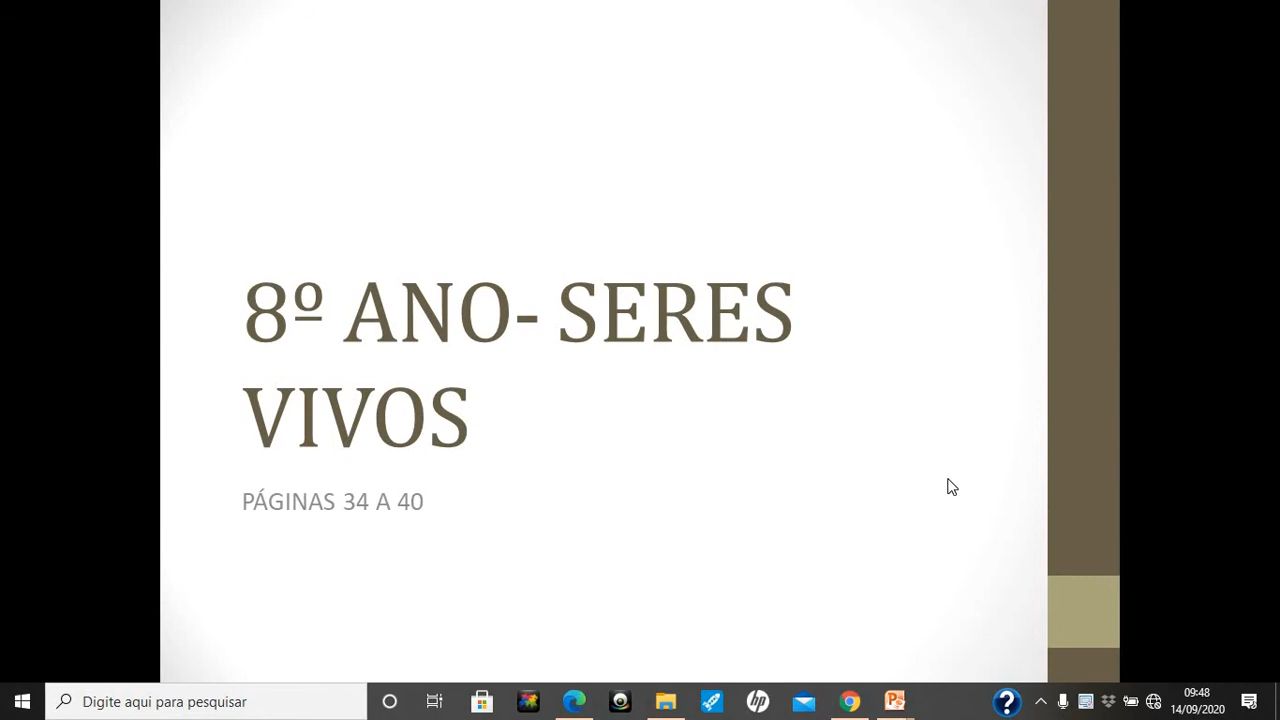 8º ANO- SERES
VIVOS
PÁGINAS 34 A 40
Digite aqui para pesquisar
09:48
14/09/2020